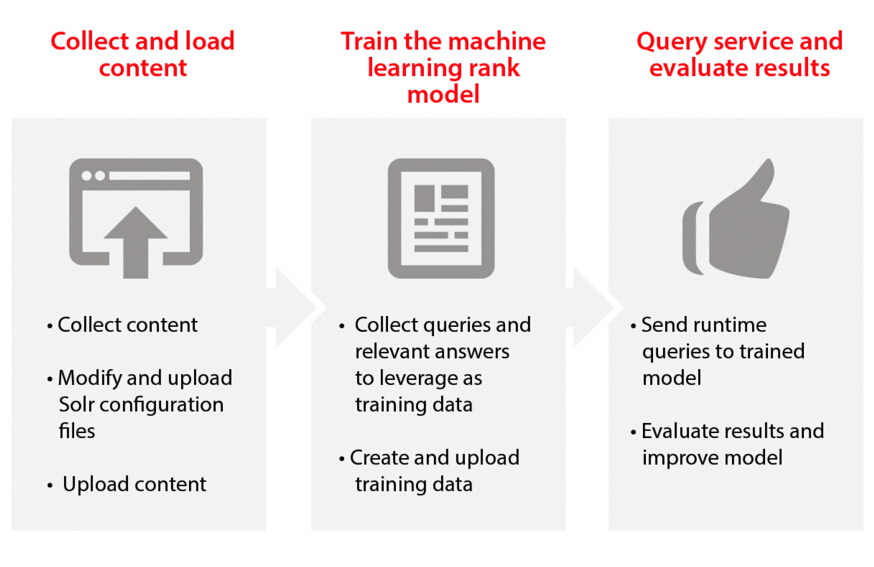 Collect and load
content
• Collect content
• Modify and upload
Solr configuration
files
• Upload content
Train the machine
learning rank
model
• Collect queries and
relevant answers
to leverage as
training data
• Create and upload
training data
Query service and
evaluate results
• Send runtime
queries to trained
model
• Evaluate results and
improve model